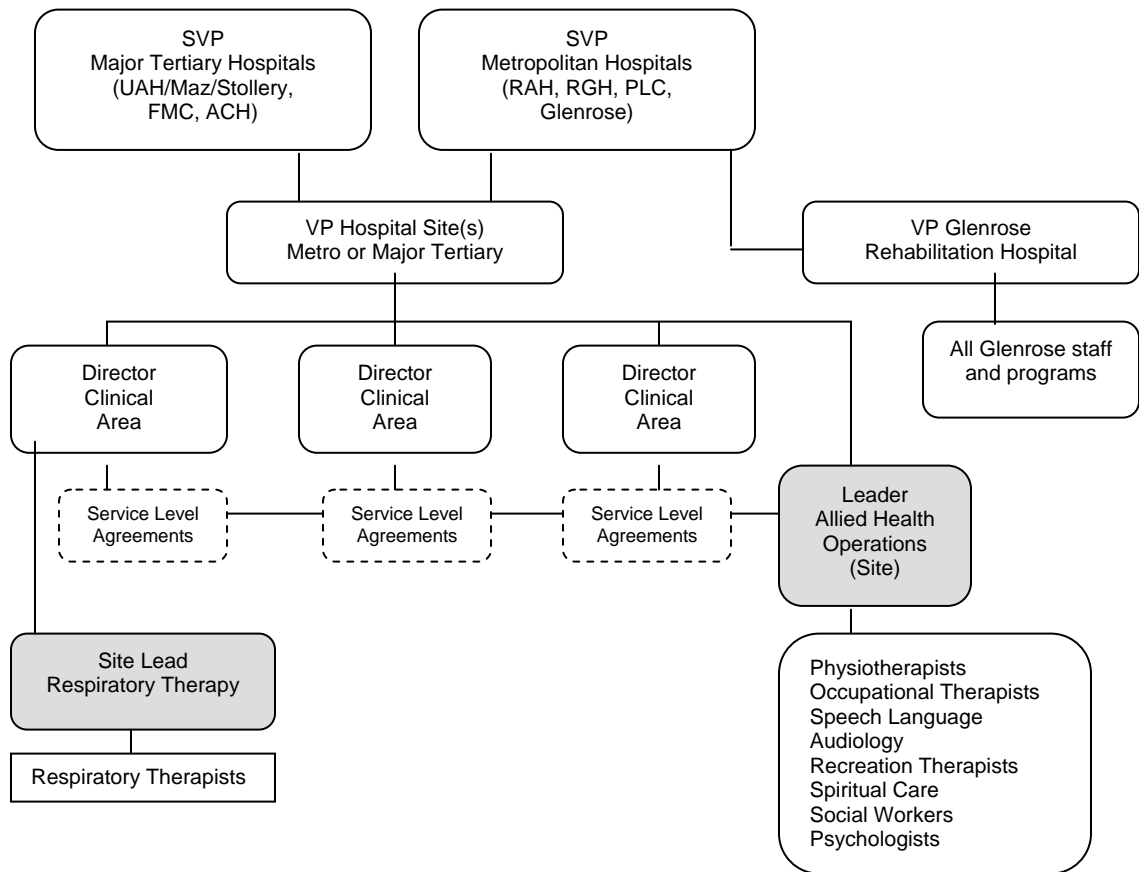 SVP
Major Tertiary Hospitals
(UAH/Maz/Stollery,
FMC, ACH)
SVP
Metropolitan Hospitals
(RAH, RGH, PLC,
Glenrose)
VP Hospital Site(s)
Metro or Major Tertiary
VP Glenrose
Rehabilitation Hospital
All Glenrose staff
and programs
Director
Clinical
Area
Director
Clinical
Area
Director
Clinical
Area
Service Level
Agreements
Service Level
Agreements
Service Level
Agreements
Leader
Allied Health
Operations
(Site)
Site Lead
Respiratory Therapy
Respiratory Therapists
Physiotherapists
Occupational Therapists
Speech Language
Audiology
Recreation Therapists
Spiritual Care
Social Workers
Psychologists